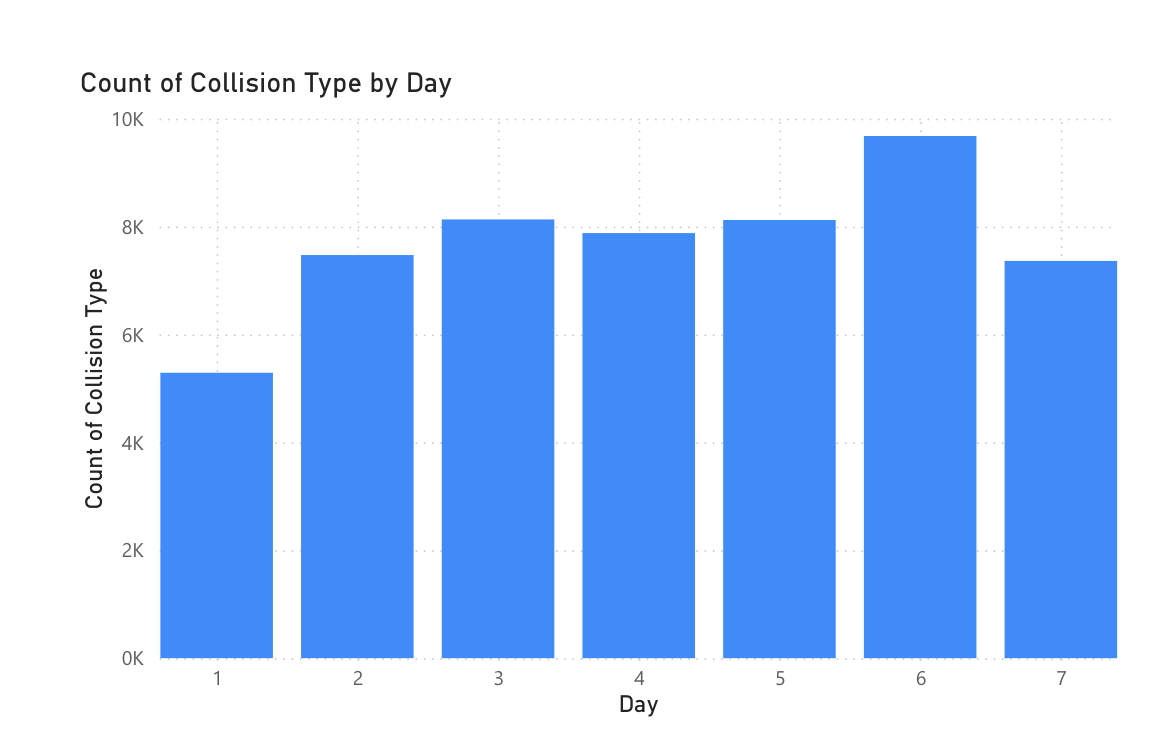 Count of Collision Type by Day
10K
8K
6K
4K
2K
0K
Count of Collision Type
1 2 3 4 5 6 7
Day